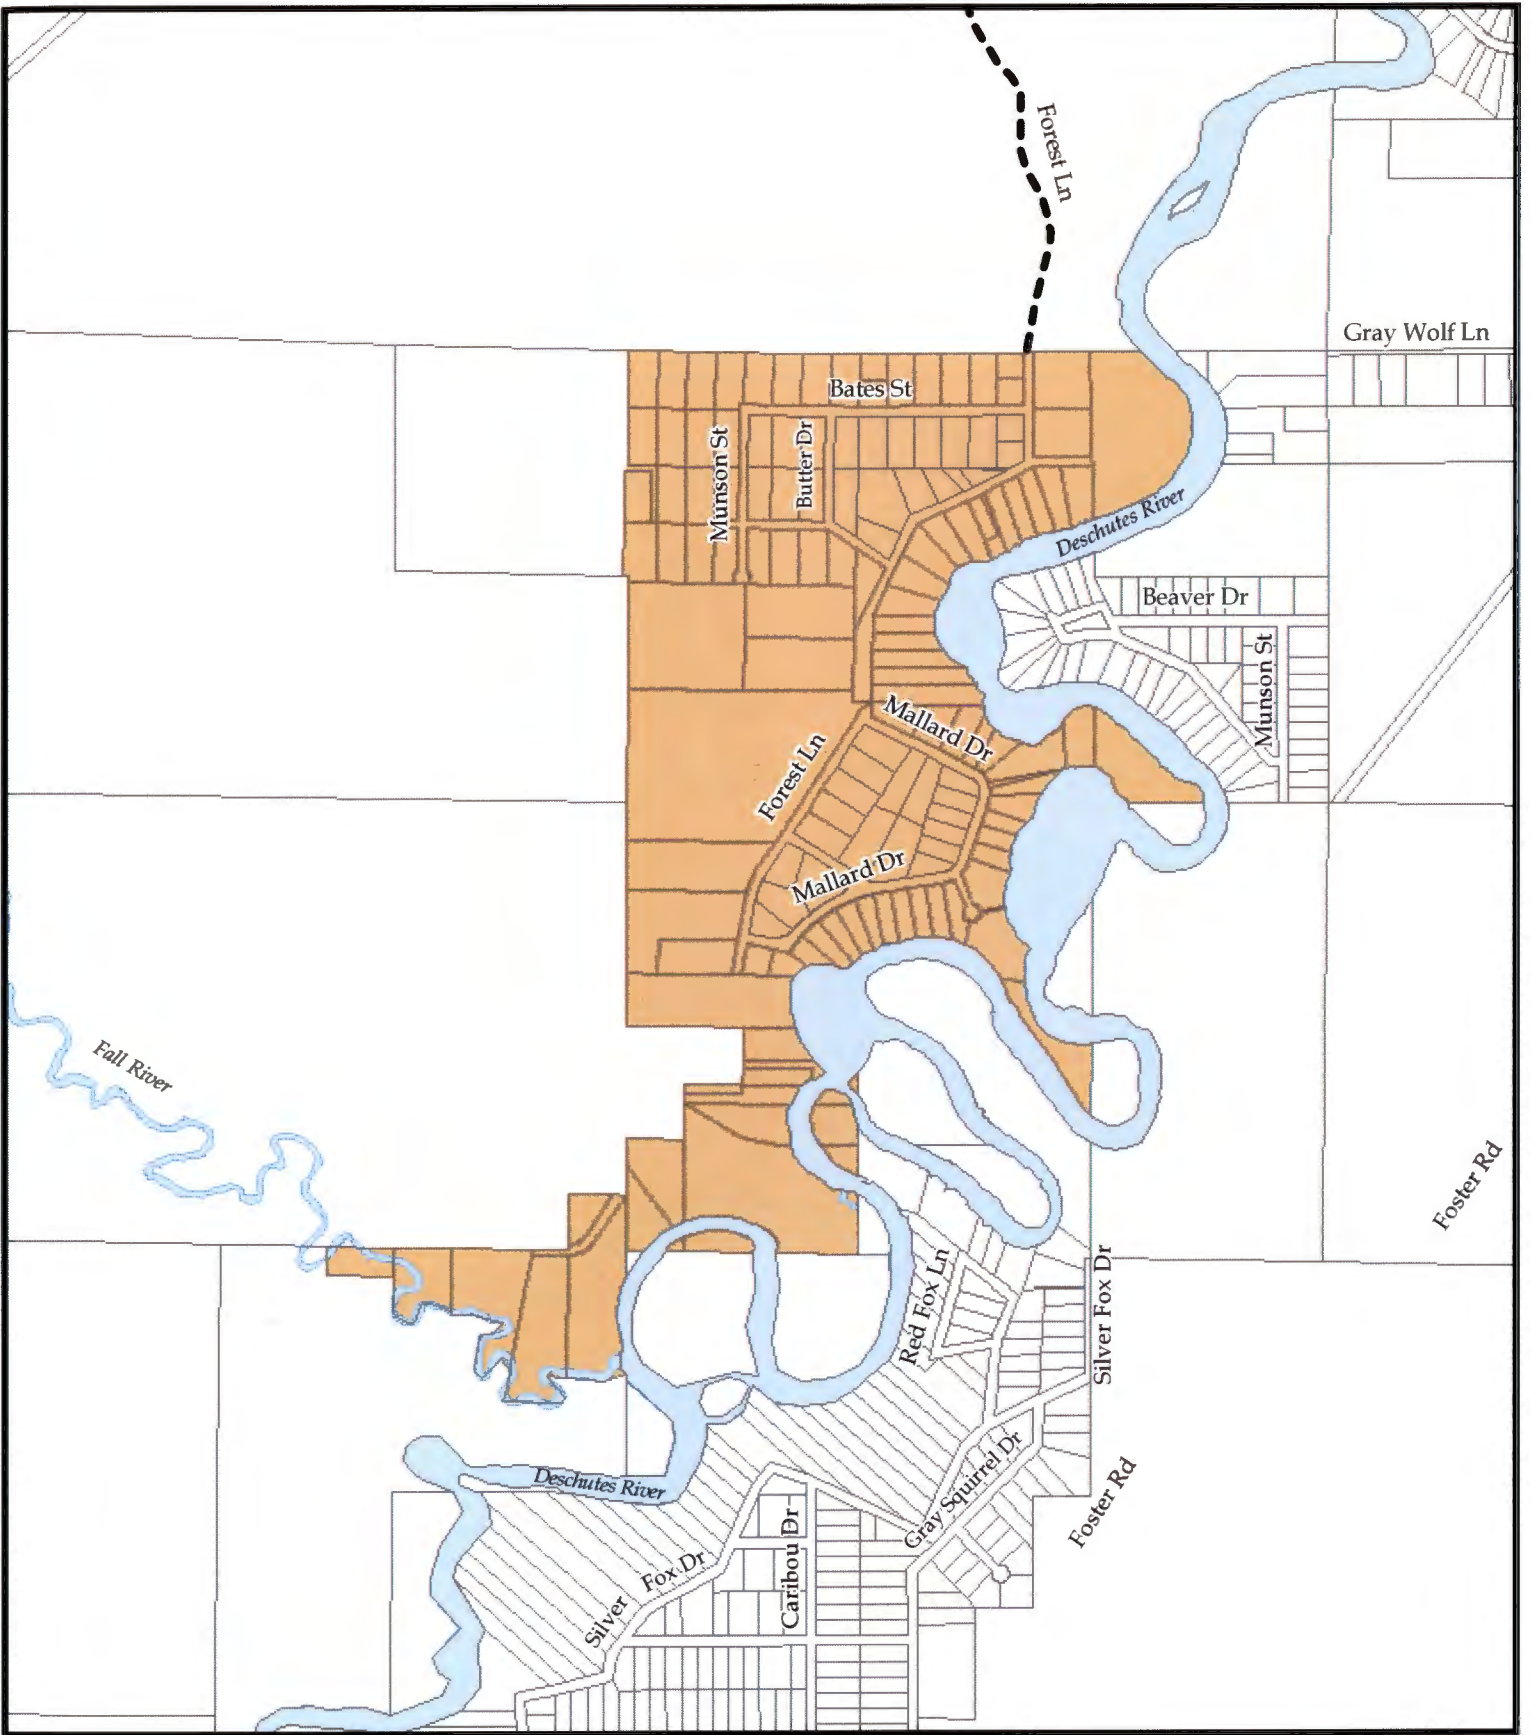 Forest Ln
Gray Wolf Ln
Bates St
Munson St
Butter Dr
Deschutes River
Beaver Dr
Munson St
Mallard Dr
Forest Ln
Mallard Dr
Fall River
Foster Rd
Red Fox Ln
Silver Fox Dr
Gray Squirrel Dr
Deschutes River
Foster Rd
Caribou Dr
Silver Fox Dr